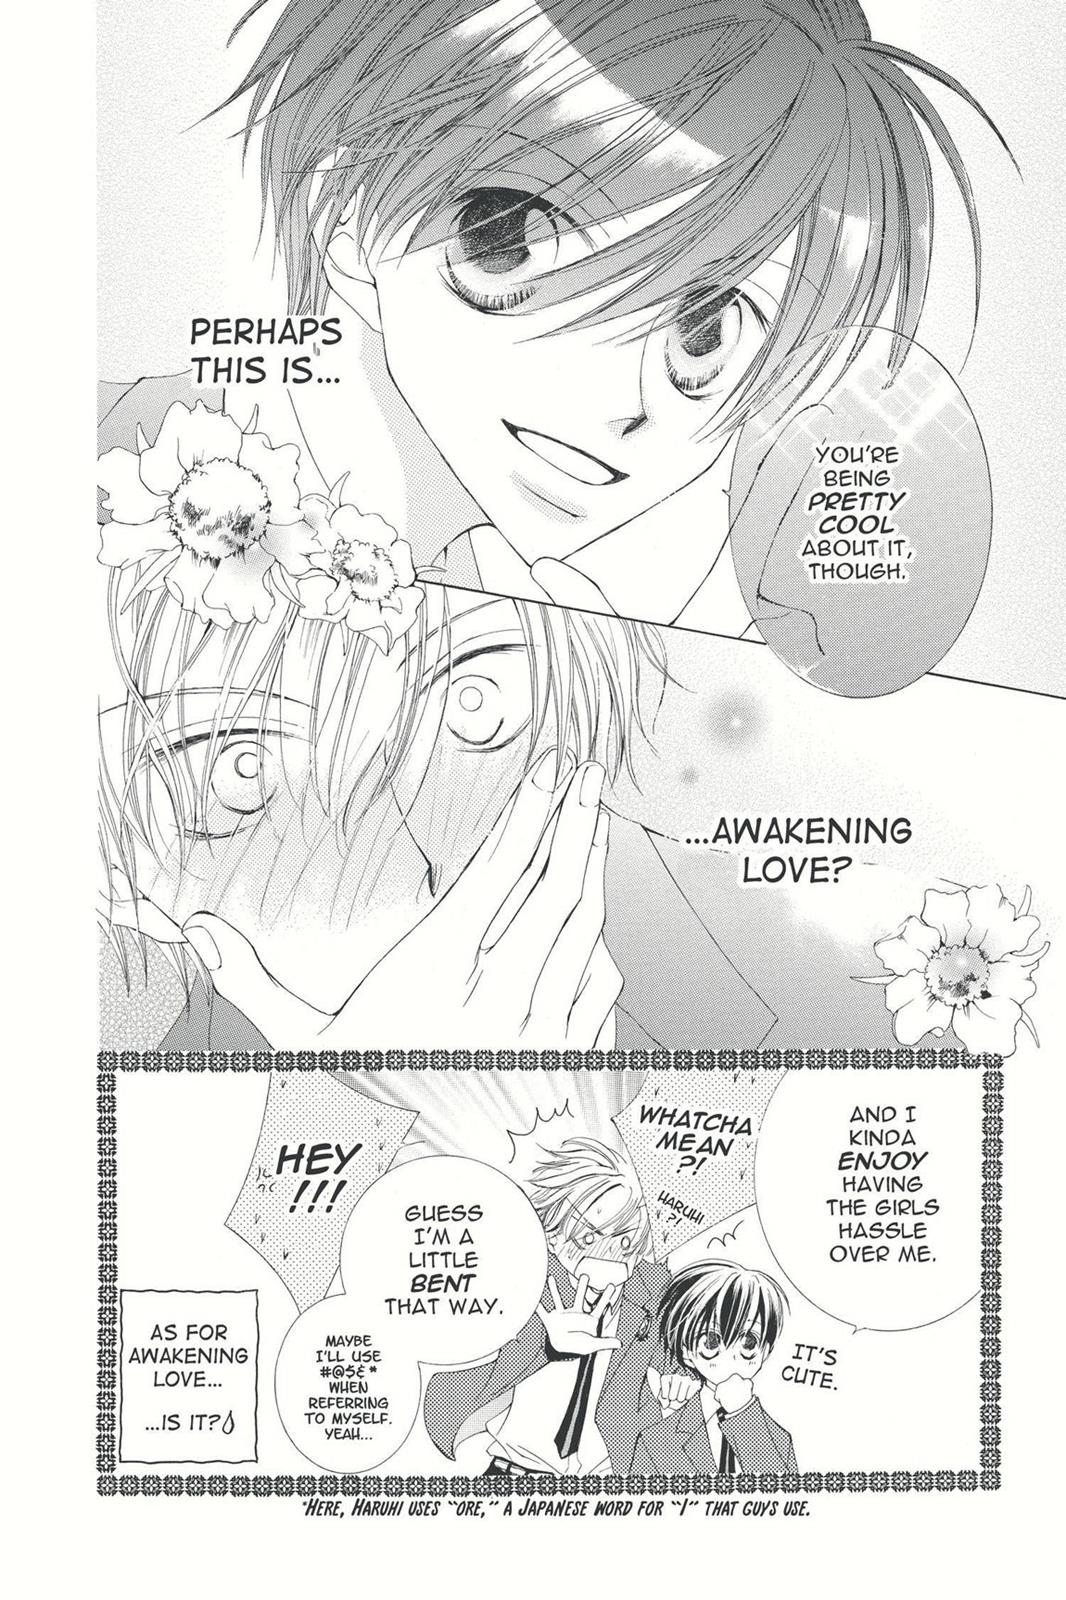 PERHAPS
THIS IS...
YOU'RE
BEING
PRETTY
COOL
ABOUT IT,
THOUGH.
...AWAKENING
LOVE?
AND I
KINDA
ENJOY
HAVING
THE GIRLS
HASSLE
OVER ME.
WHATCHA
MEAN
?!
HARUHI
?!
IT'S
CUTE.
HEY
!!!
GUESS
I'M A
LITTLE
BENT
THAT WAY.
MAYBE
I'LL USE
#@$&*
WHEN
REFERRING
TO MYSELF.
YEAH...
AS FOR
AWAKENING
LOVE...
...IS IT?
*HERE, HARUHI USES "ORE," A JAPANESE WORD FOR "I" THAT GUYS USE.